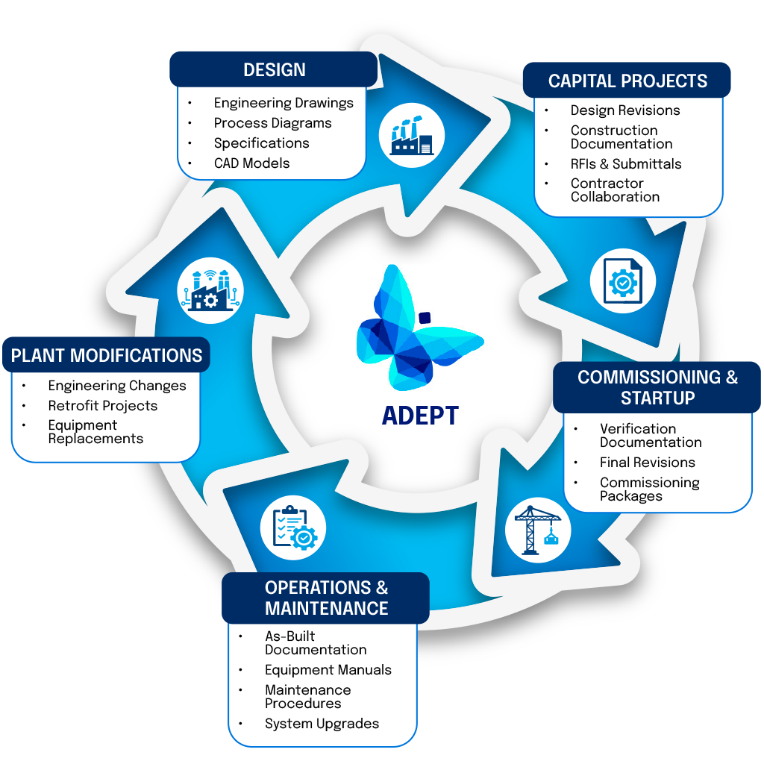 DESIGN
• Engineering Drawings
• Process Diagrams
• Specifications
• CAD Models
CAPITAL PROJECTS
• Design Revisions
• Construction
Documentation
• RFIs & Submittals
• Contractor
Collaboration
COMMISSIONING &
STARTUP
• Verification
Documentation
• Final Revisions
• Commissioning
Packages
OPERATIONS &
MAINTENANCE
• As-Built
Documentation
• Equipment Manuals
• Maintenance
Procedures
• System Upgrades
PLANT MODIFICATIONS
• Engineering Changes
• Retrofit Projects
• Equipment
Replacements
ADEPT